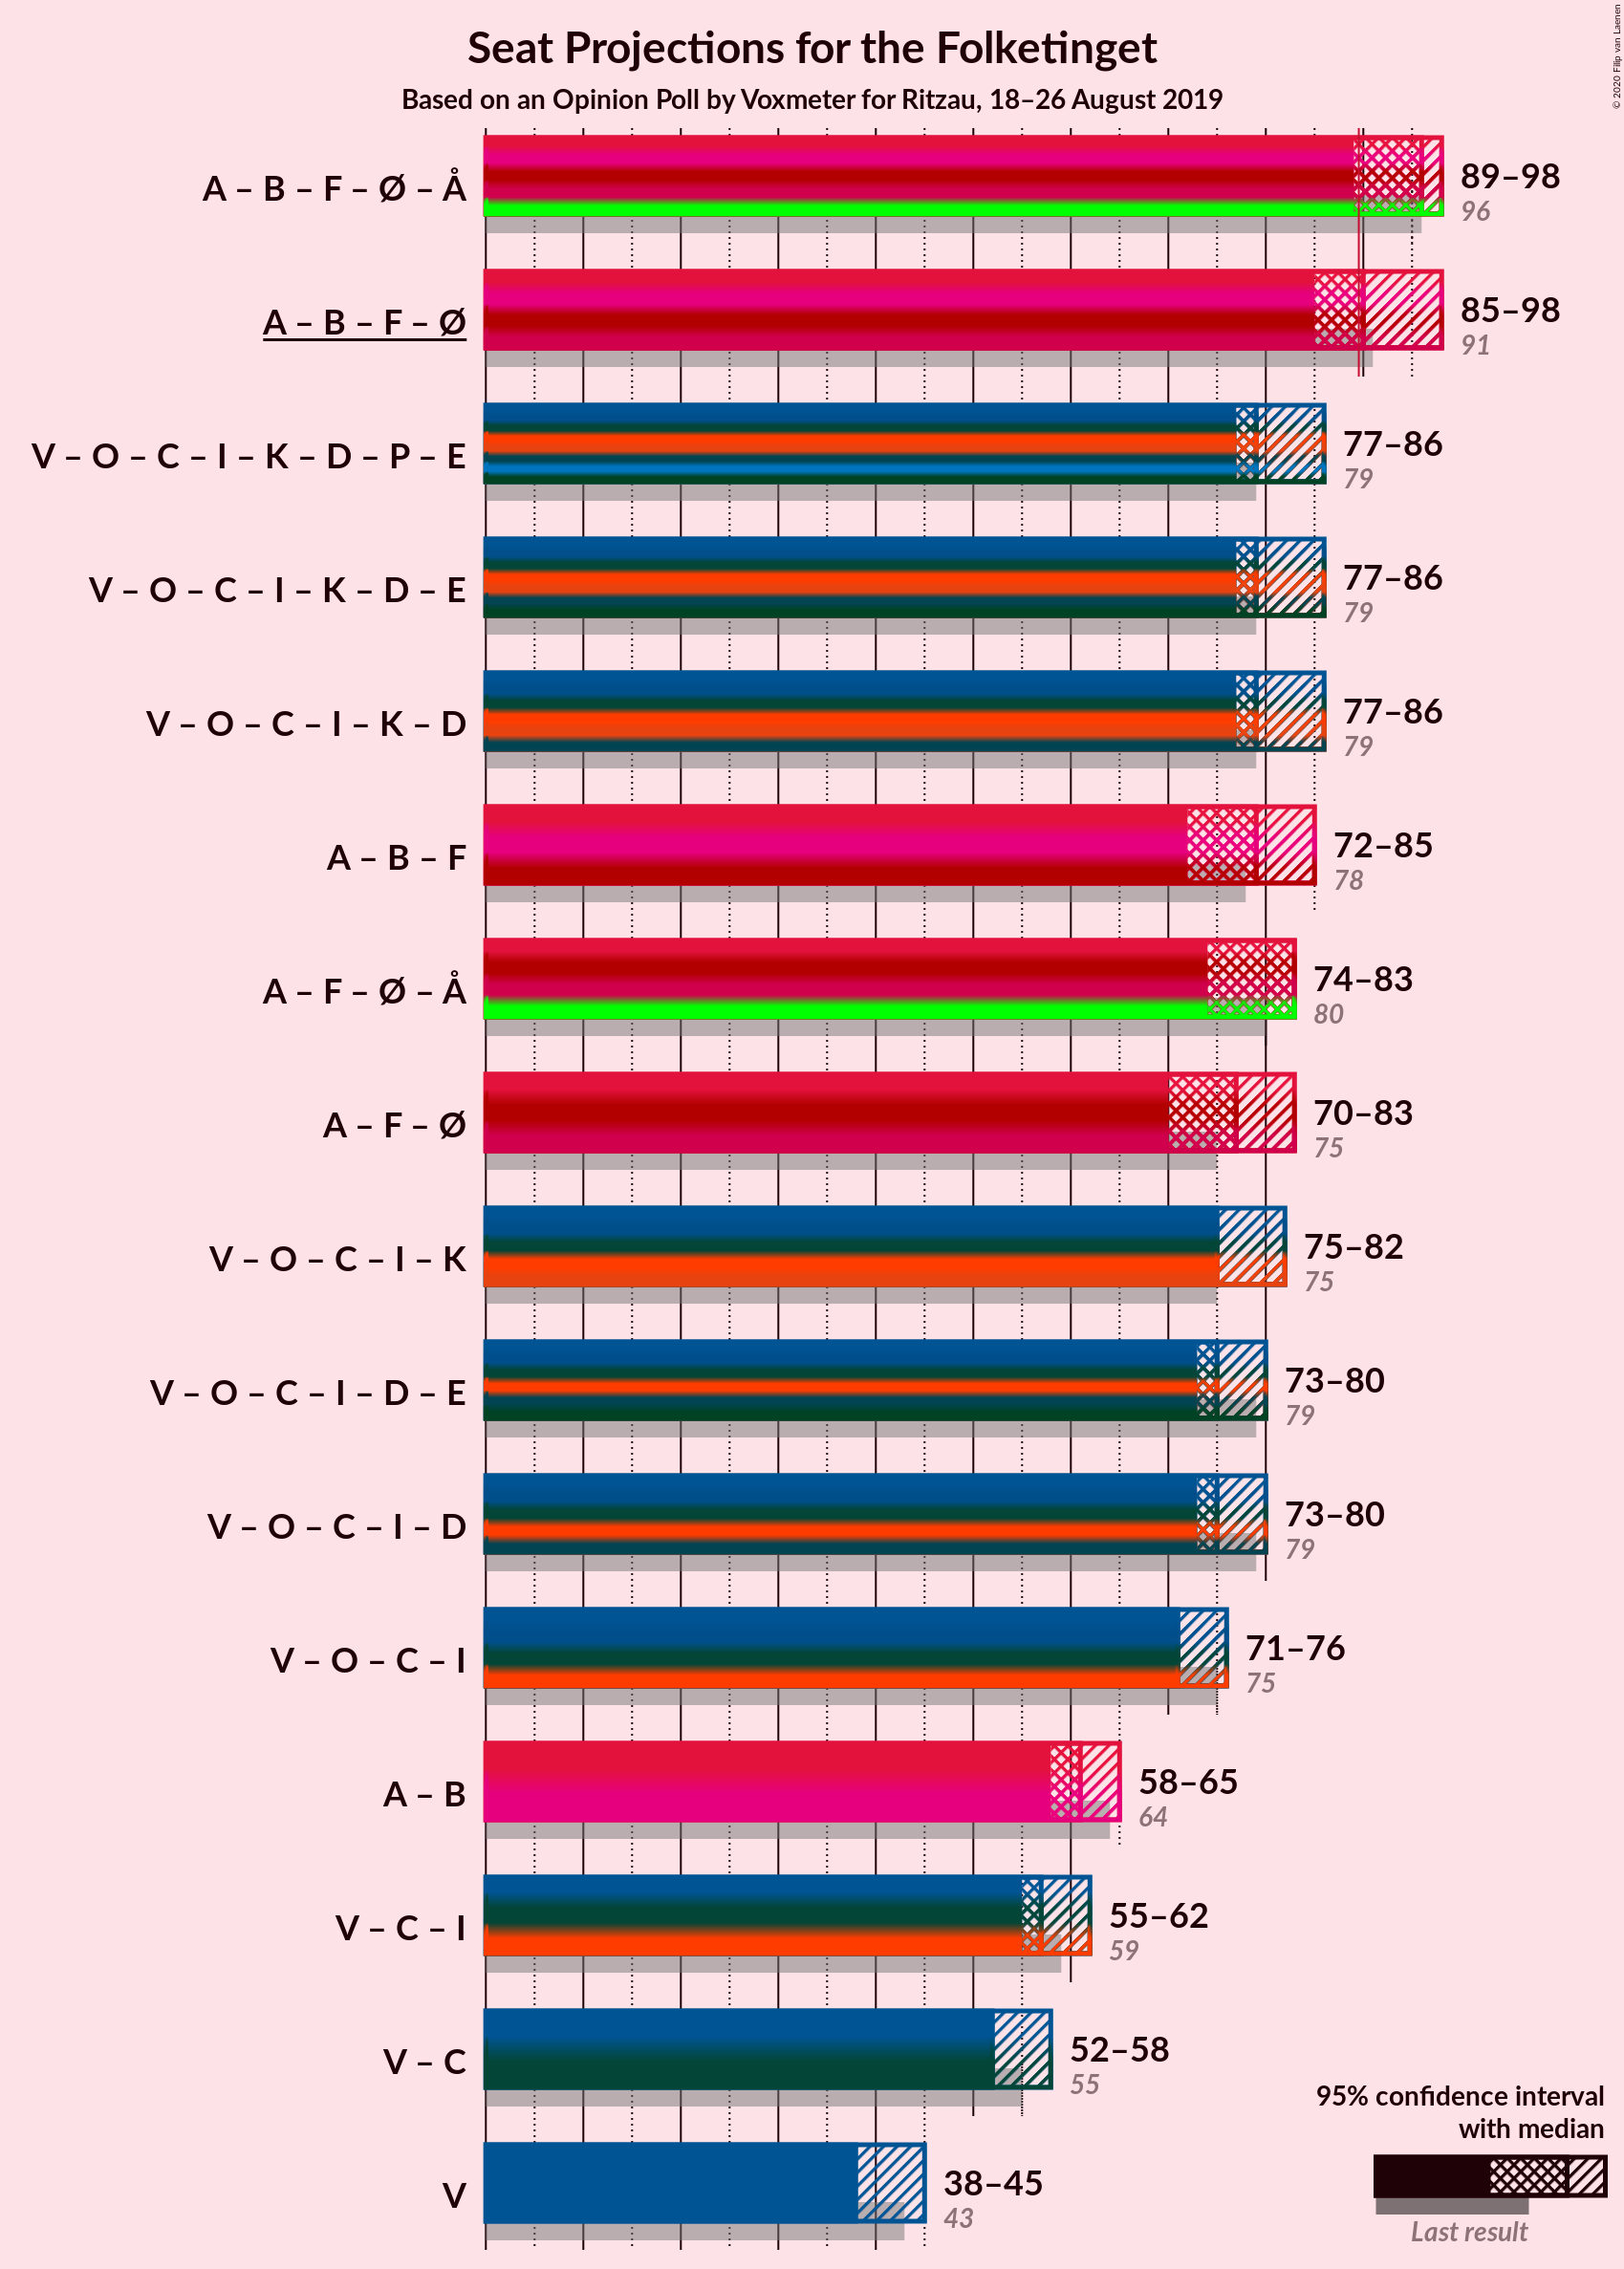 Seat Projections for the Folketinget
Based on an Opinion Poll by Voxmeter for Ritzau, 18–26 August 2019
© 2020 Filip van Laenen
A – B – F – Ø – Å
89–98
96
A – B – F – Ø
85–98
91
V – O – C – I – K – D – P – E
77–86
79
V – O – C – I – K – D – E
77–86
79
V – O – C – I – K – D
77–86
79
A – B – F
72–85
78
A – F – Ø – Å
74–83
80
A – F – Ø
70–83
75
V – O – C – I – K
75–82
75
V – O – C – I – D – E
73–80
79
V – O – C – I – D
73–80
79
V – O – C – I
71–76
75
A – B
58–65
64
V – C – I
55–62
59
V – C
52–58
55
V
38–45
43
95% confidence interval
with median
Last result